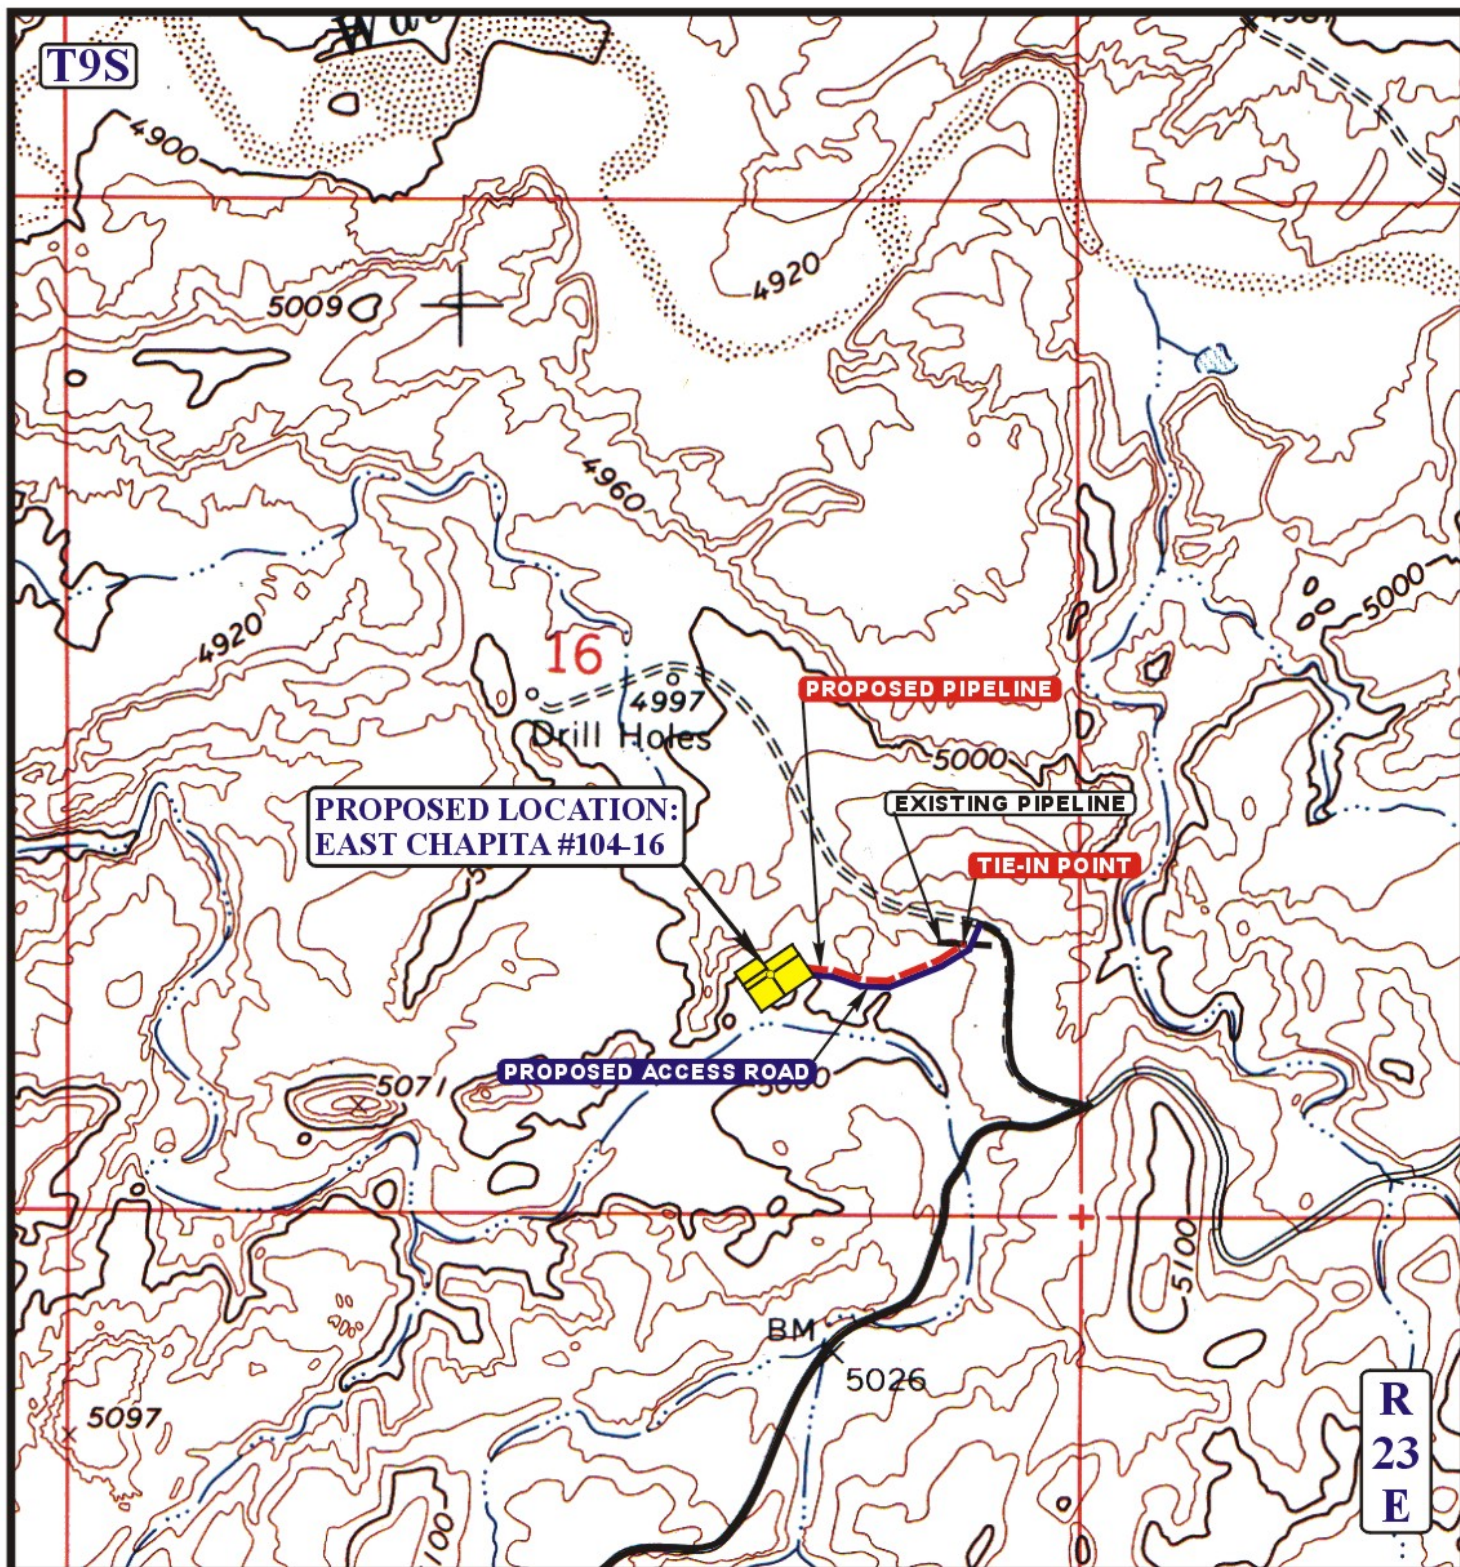 T9S
4900
4920
5009
4960
5000
4920
16
4997
Drill Holes
PROPOSED PIPELINE
5000
EXISTING PIPELINE
PROPOSED LOCATION:
EAST CHAPITA #104-16
TIE-IN POINT
PROPOSED ACCESS ROAD
5071
5100
BM
5026
5097
R
23
E